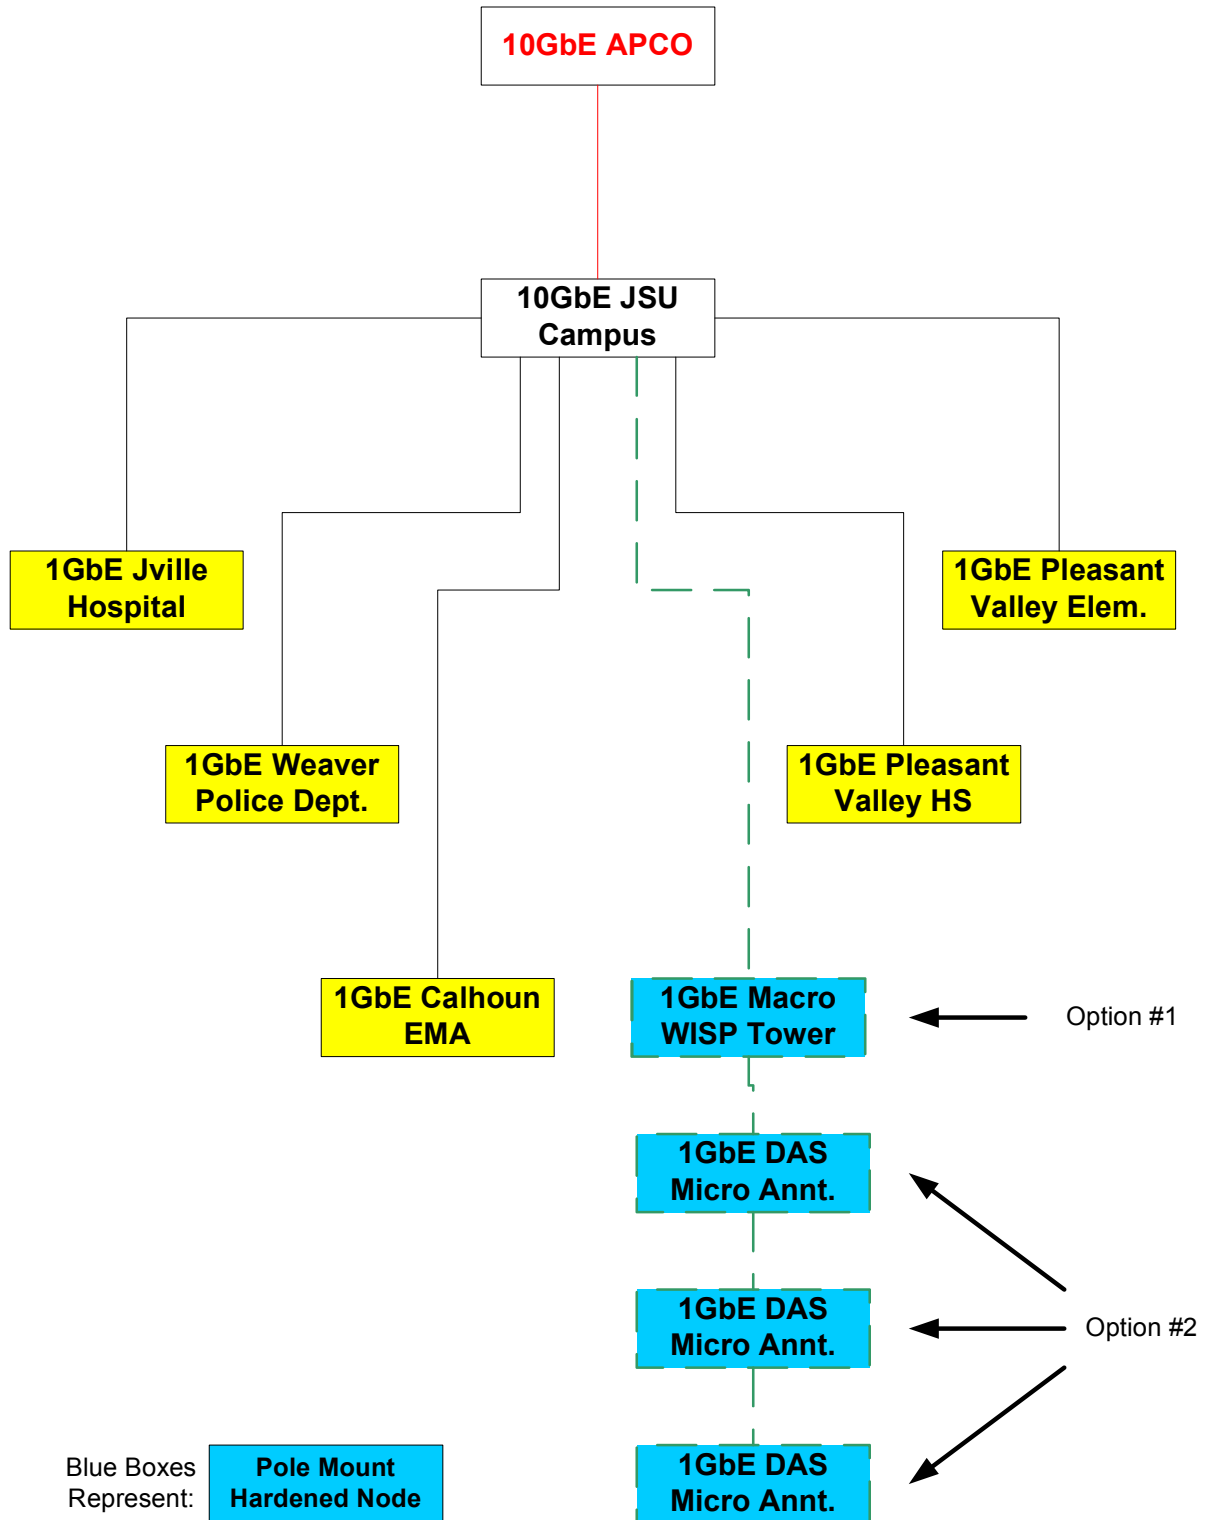 10GbE APCO
10GbE JSU
Campus
1GbE Jville
Hospital
1GbE Pleasant
Valley Elem.
1GbE Weaver
Police Dept.
1GbE Pleasant
Valley HS
1GbE Calhoun
EMA
1GbE Macro
WISP Tower
Option #1
1GbE DAS
Micro Annt.
1GbE DAS
Micro Annt.
Option #2
1GbE DAS
Micro Annt.
Blue Boxes
Represent:
Pole Mount
Hardened Node